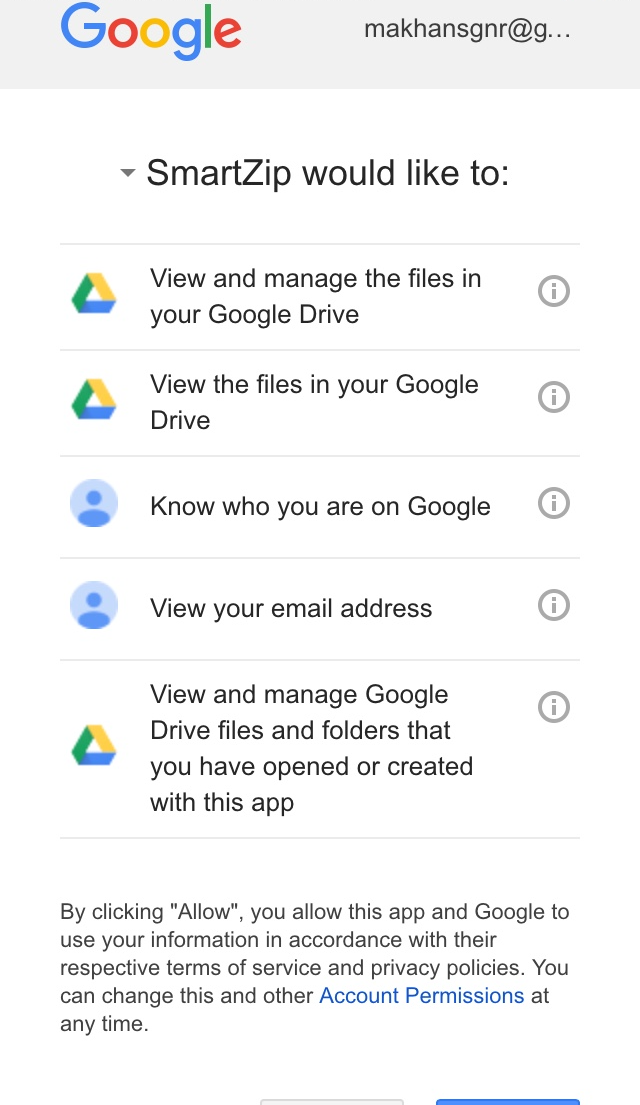 Google
makhansgnr@g...
SmartZip would like to:
View and manage the files in
your Google Drive
View the files in your Google
Drive
Know who you are on Google
View your email address
View and manage Google
Drive files and folders that
you have opened or created
with this app
By clicking "Allow", you allow this app and Google to
use your information in accordance with their
respective terms of service and privacy policies. You
can change this and other Account Permissions at
any time.